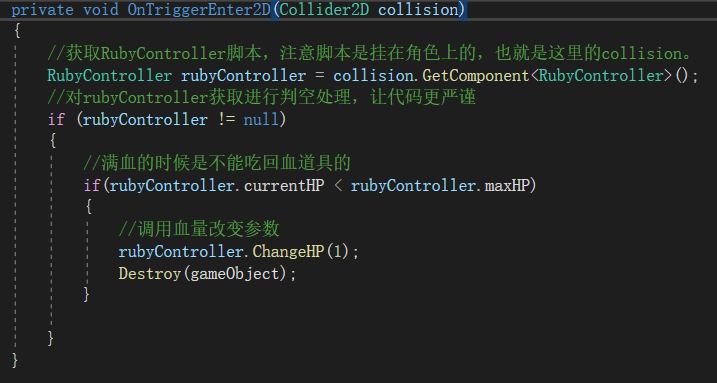 private void OnTriggerEnter2D(Collider2D collision)
{
//获取RubyController脚本，注意脚本是挂在角色上的，也就是这里的collision。
RubyController rubyController = collision.GetComponent<RubyController>();
//对rubyController获取进行判空处理，让代码更严谨
if (rubyController != null)
{
//满血的时候是不能吃回血道具的
if(rubyController.currentHP < rubyController.maxHP)
{
//调用血量改变参数
rubyController.ChangeHP(1);
Destroy(gameObject);
}
}
}